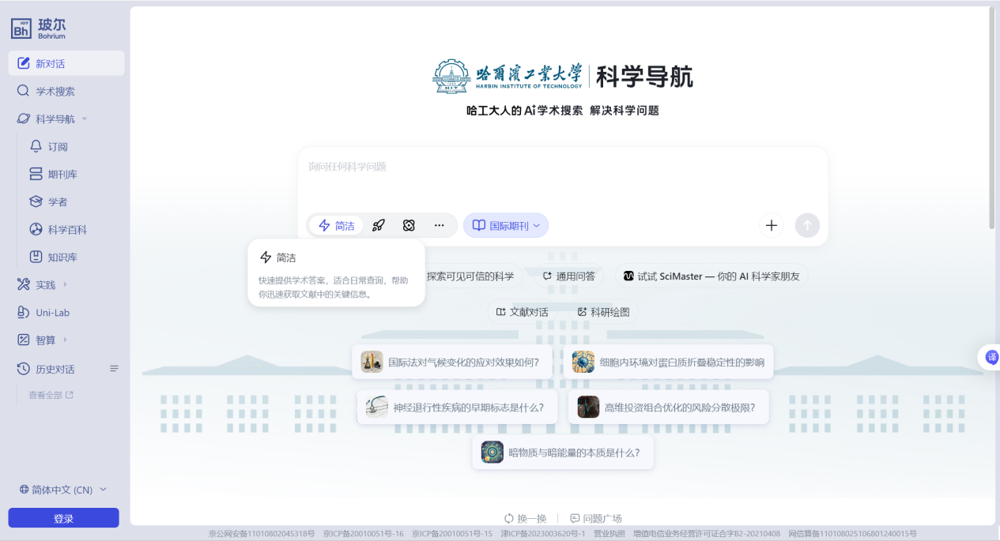 107
Bh
玻尔
Bohrium
新对话
学术搜索
科学导航
订阅
期刊库
学者
科学百科
知识库
实践
Uni-Lab
智算
历史对话
查看全部
简体中文 (CN)
登录
哈爾濱工業大學
HARBIN INSTITUTE OF TECHNOLOGY
HIT
科学导航
哈工大人的 Ai学术搜索 解决科学问题
询问任何科学问题
简洁
国际期刊
简洁
快速提供学术答案，适合日常查询，帮助
你迅速获取文献中的关键信息。
探索可见可信的科学
通用问答
试试 SciMaster — 你的 AI 科学家朋友
文献对话
科研绘图
国际法对气候变化的应对效果如何？
细胞内环境对蛋白质折叠稳定性的影响
神经退行性疾病的早期标志是什么？
高维投资组合优化的风险分散极限？
暗物质与暗能量的本质是什么？
换一换
问题广场
译
京公网安备11010802045318号 京ICP备20010051号-16 京ICP备20010051号-15 津ICP备2023003620号-1 营业执照 增值电信业务经营许可证合字B2-20210408 网信算备110108025106801240015号